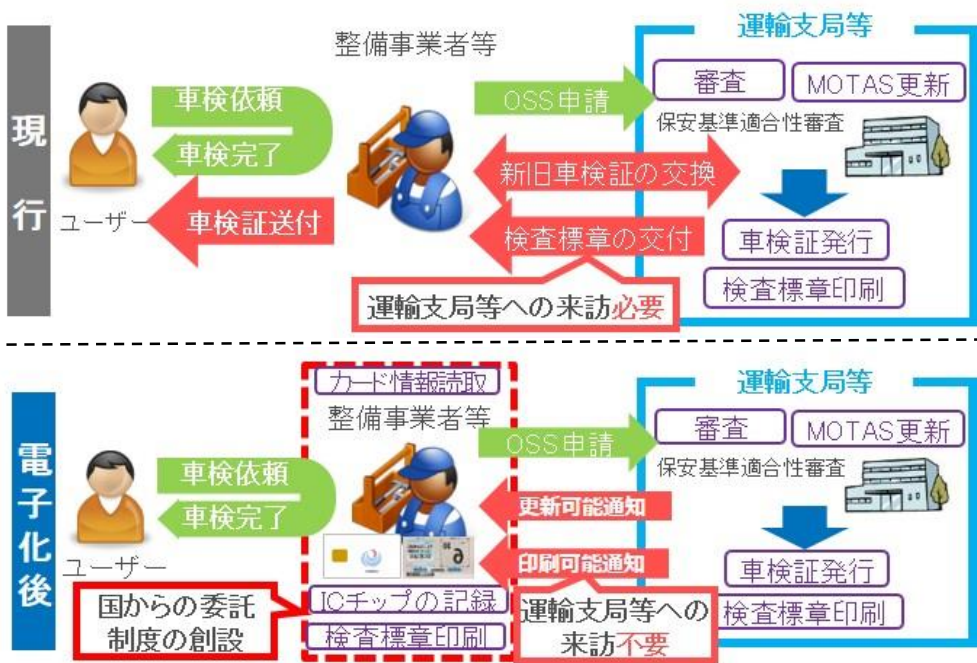 現行
整備事業者等
運輸支局等
車検依頼
車検完了
ユーザー
車検証送付
OSS申請
新旧車検証の交換
検査標章の交付
運輸支局等への来訪必要
審査
MOTAS更新
保安基準適合性審査
車検証発行
検査標章印刷
電子化後
カード情報読取
整備事業者等
運輸支局等
車検依頼
車検完了
ユーザー
国からの委託
制度の創設
ICチップの記録
検査標章印刷
OSS申請
更新可能通知
印刷可能通知
運輸支局等への
来訪不要
審査
MOTAS更新
保安基準適合性審査
車検証発行
検査標章印刷